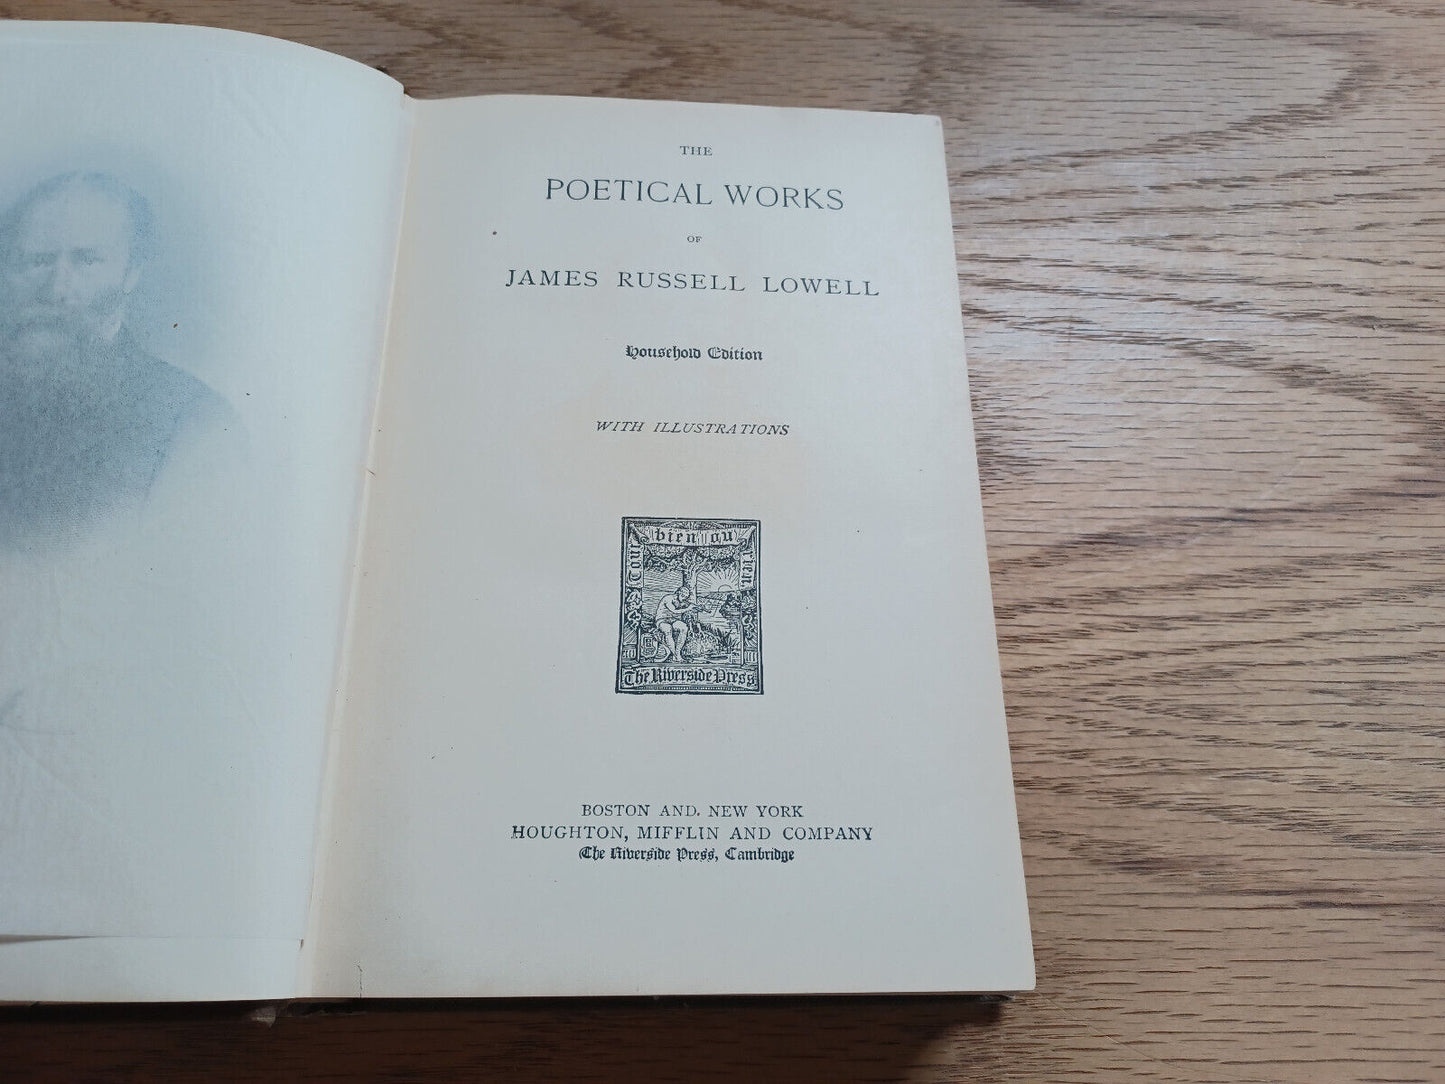 THE
POETICAL WORKS
OF
JAMES RUSSELL LOWELL
Household Edition
WITH ILLUSTRATIONS
Tout bien ou rien
The Riverside Press
BOSTON AND. NEW YORK
HOUGHTON, MIFFLIN AND COMPANY
The Riverside Press, Cambridge